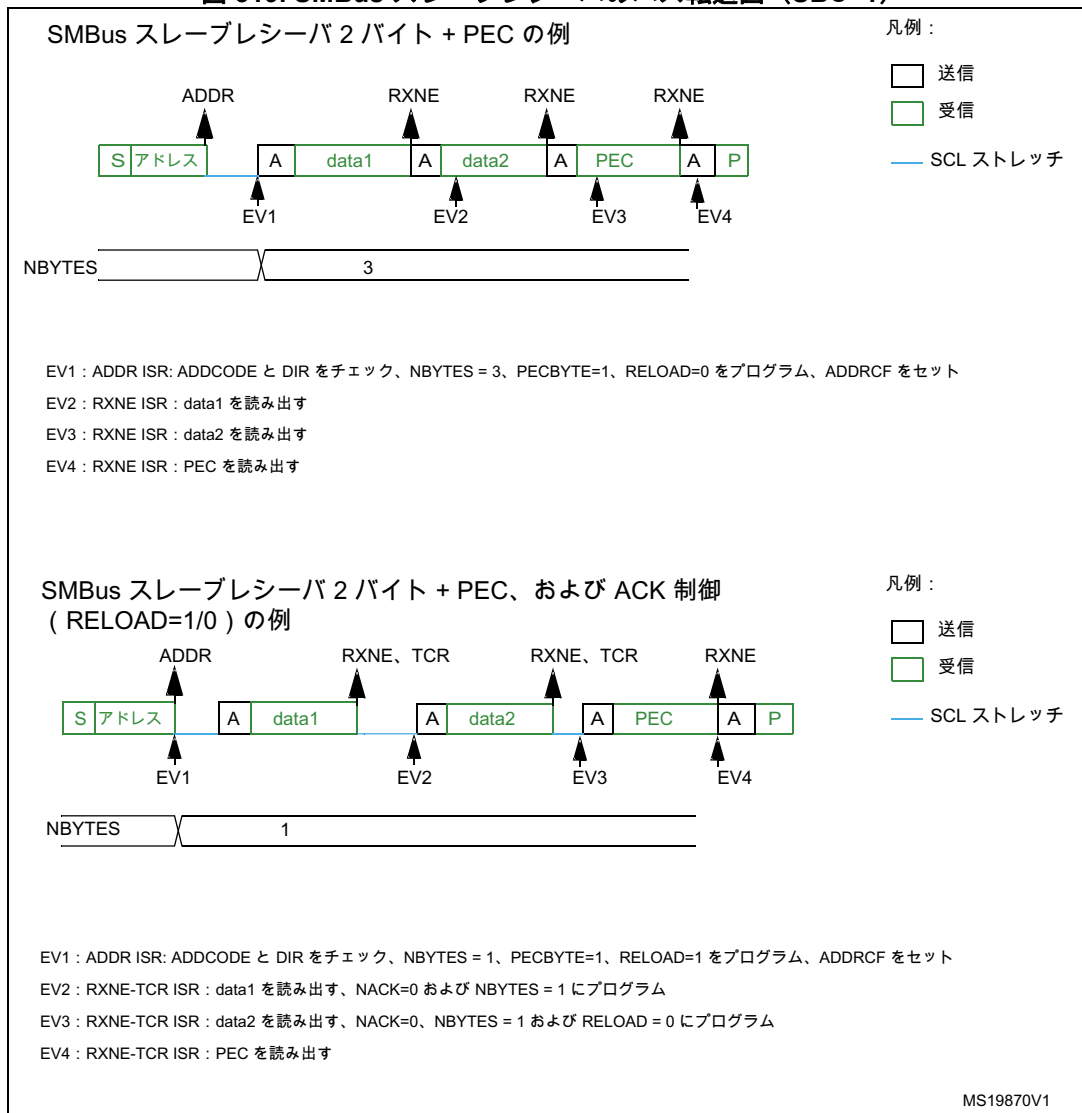 SMBus スレーブレシーバ 2 バイト + PEC の例
凡例：
送信
受信
SCL ストレッチ
ADDR RXNE RXNE RXNE
S アドレス A data1 A data2 A PEC A P
EV1 EV2 EV3 EV4
NBYTES 3
EV1：ADDR ISR: ADDCODE と DIR をチェック、NBYTES = 3、PECBYTE=1、RELOAD=0 をプログラム、ADDRCF をセット
EV2：RXNE ISR：data1 を読み出す
EV3：RXNE ISR：data2 を読み出す
EV4：RXNE ISR：PEC を読み出す
SMBus スレーブレシーバ 2 バイト + PEC、および ACK 制御
( RELOAD=1/0 ) の例
凡例：
送信
受信
SCL ストレッチ
ADDR RXNE、TCR RXNE、TCR RXNE
S アドレス A data1 A data2 A PEC A P
EV1 EV2 EV3 EV4
NBYTES 1
EV1：ADDR ISR: ADDCODE と DIR をチェック、NBYTES = 1、PECBYTE=1、RELOAD=1 をプログラム、ADDRCF をセット
EV2：RXNE-TCR ISR：data1 を読み出す、NACK=0 および NBYTES = 1 にプログラム
EV3：RXNE-TCR ISR：data2 を読み出す、NACK=0、NBYTES = 1 および RELOAD = 0 にプログラム
EV4：RXNE-TCR ISR：PEC を読み出す
MS19870V1